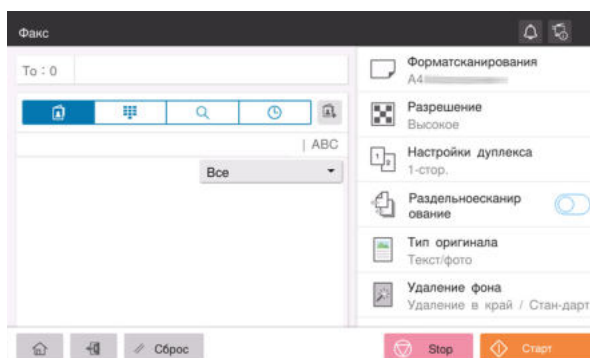 Факс
To : 0
| ABC
Все
Форматсканирования
A4
Разрешение
Высокое
Настройки дуплекса
1-стор.
Раздельноесканир
ование
Тип оригинала
Текст/фото
Удаление фона
Удаление в край / Стан-дарт
Сброс
Stop
Старт